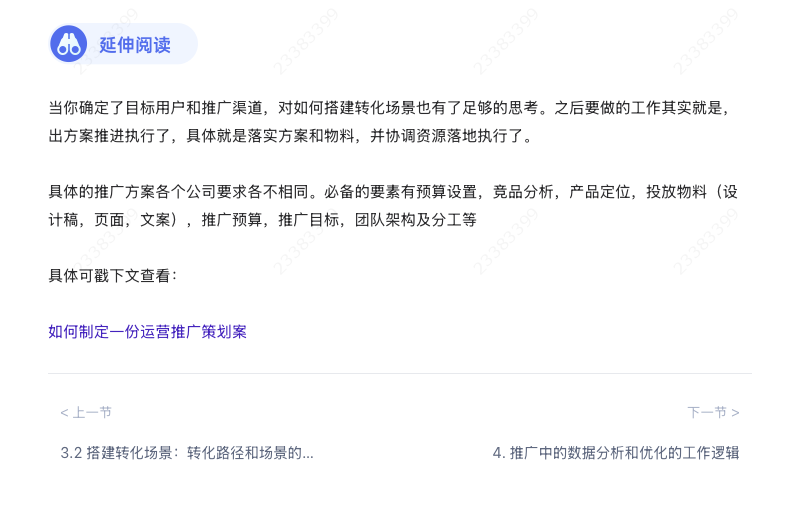 延伸阅读
当你确定了目标用户和推广渠道，对如何搭建转化场景也有了足够的思考。之后要做的工作其实就是，
出方案推进执行了，具体就是落实方案和物料，并协调资源落地执行了。
具体的推广方案各个公司要求各不相同。必备的要素有预算设置，竞品分析，产品定位，投放物料（设
计稿，页面，文案），推广预算，推广目标，团队架构及分工等
具体可戳下文查看：
如何制定一份运营推广策划案
< 上一节
下一节 >
3.2 搭建转化场景：转化路径和场景的...
4. 推广中的数据分析和优化的工作逻辑
23383399
23383399
23383399
23383399
23383399
23383399
23383399
23383399